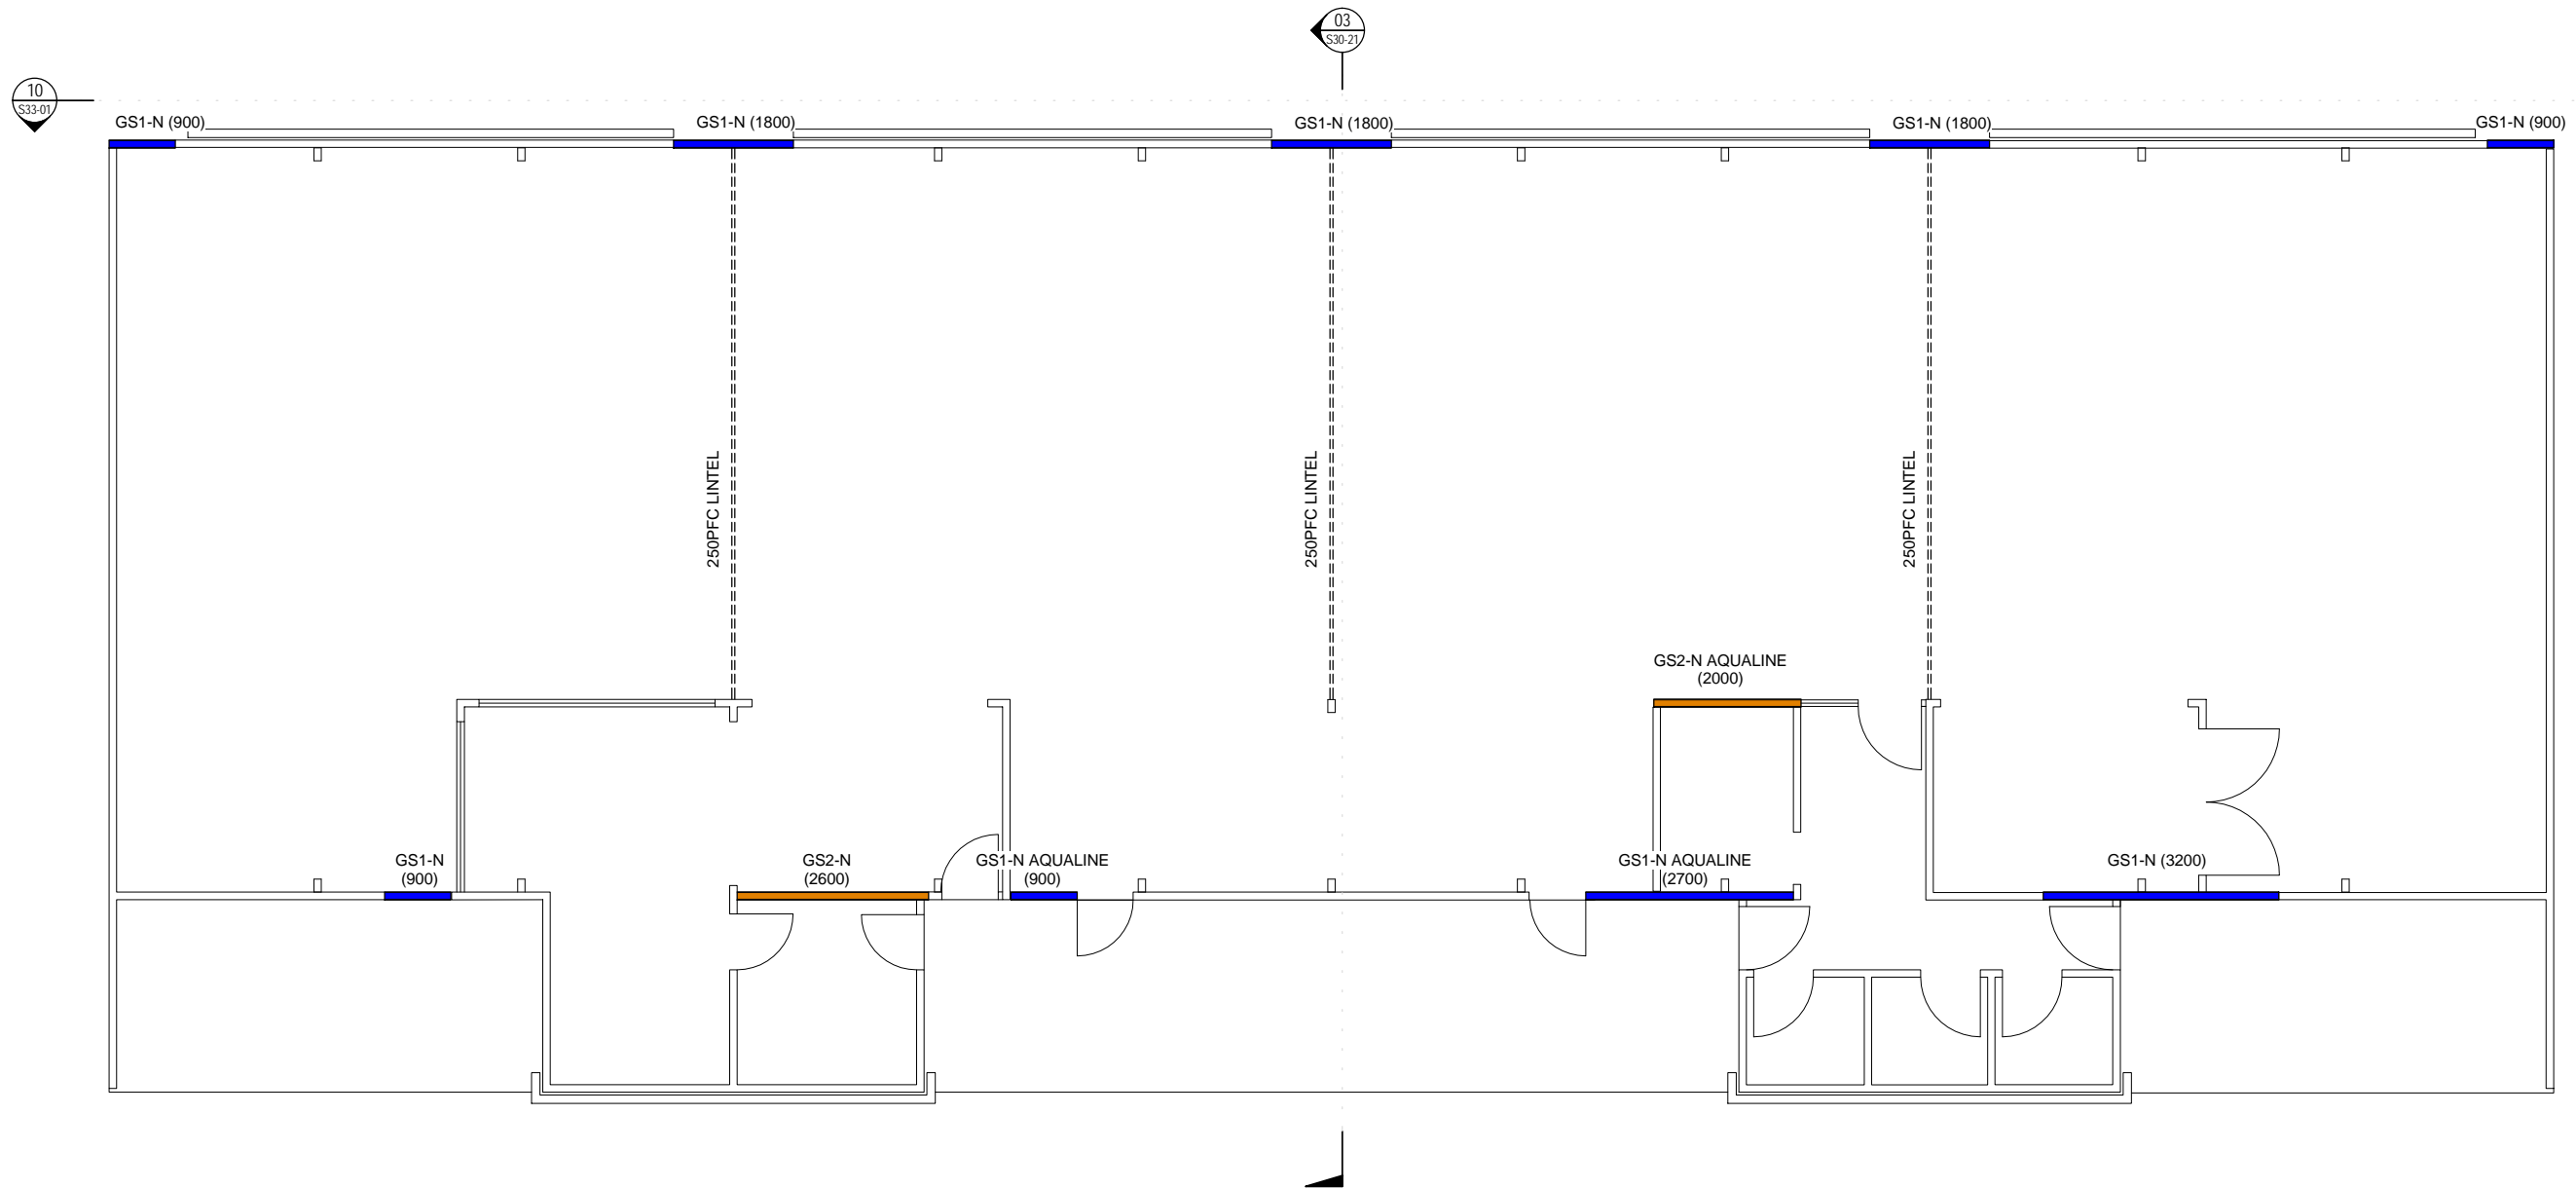 03
S30-21
10
S33-01
GS1-N (900)
GS1-N (1800)
GS1-N (1800)
GS1-N (1800)
GS1-N (900)
250PFC LINTEL
250PFC LINTEL
250PFC LINTEL
GS2-N AQUALINE
(2000)
GS1-N
(900)
GS2-N
(2600)
GS1-N AQUALINE
(900)
GS1-N AQUALINE
(2700)
GS1-N (3200)